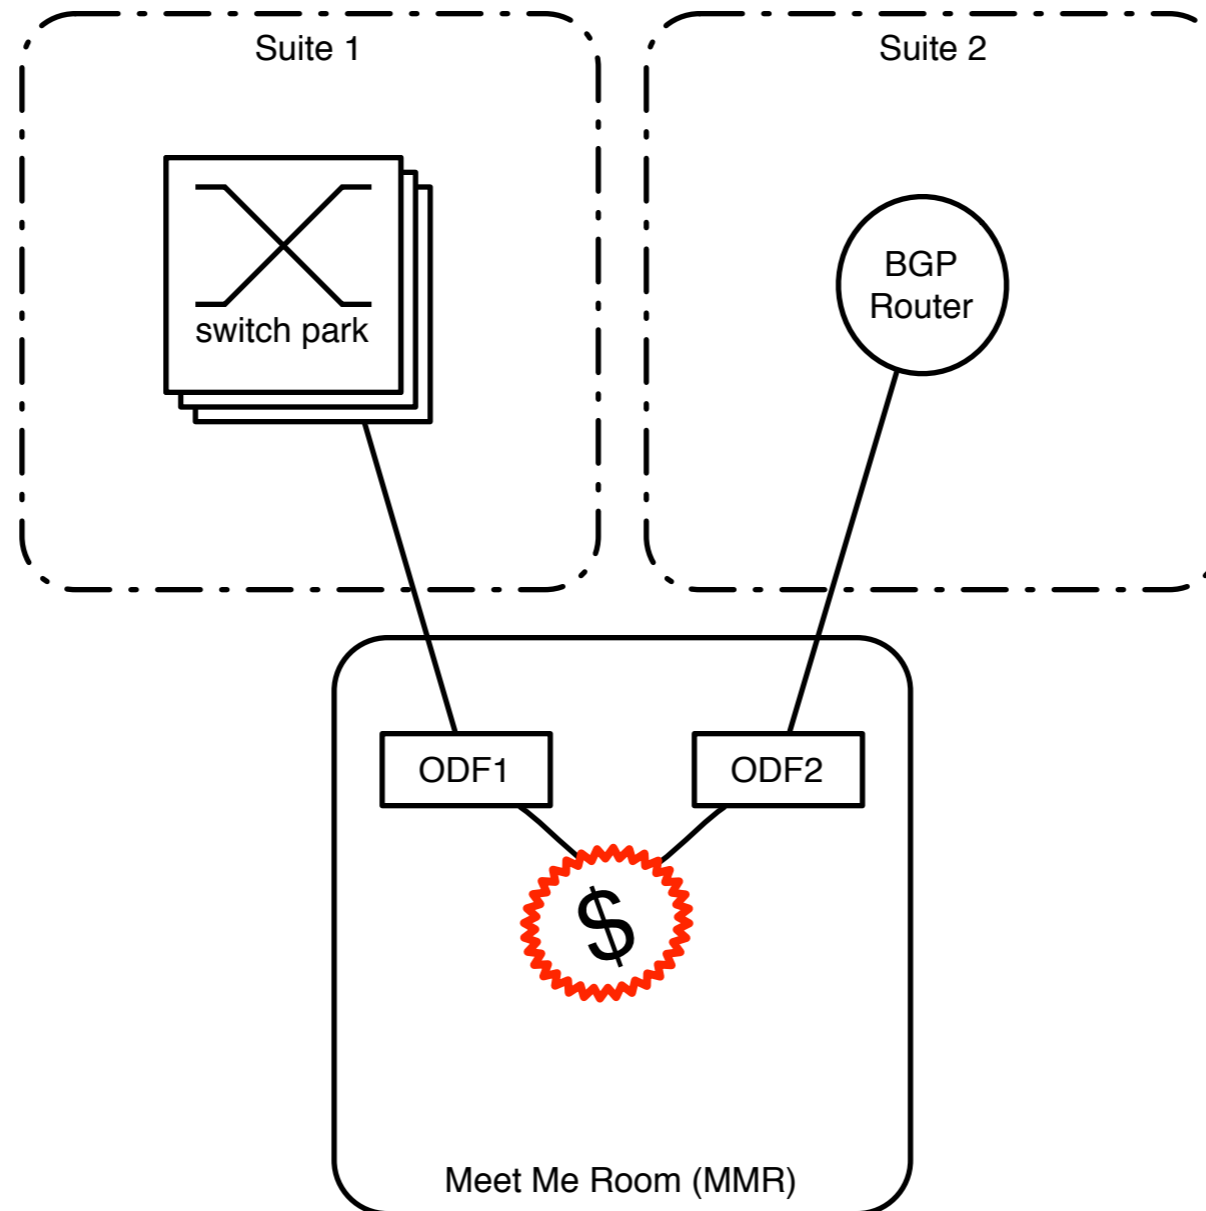 Suite 1
Suite 2
switch park
BGP
Router
ODF1
ODF2
$
Meet Me Room (MMR)